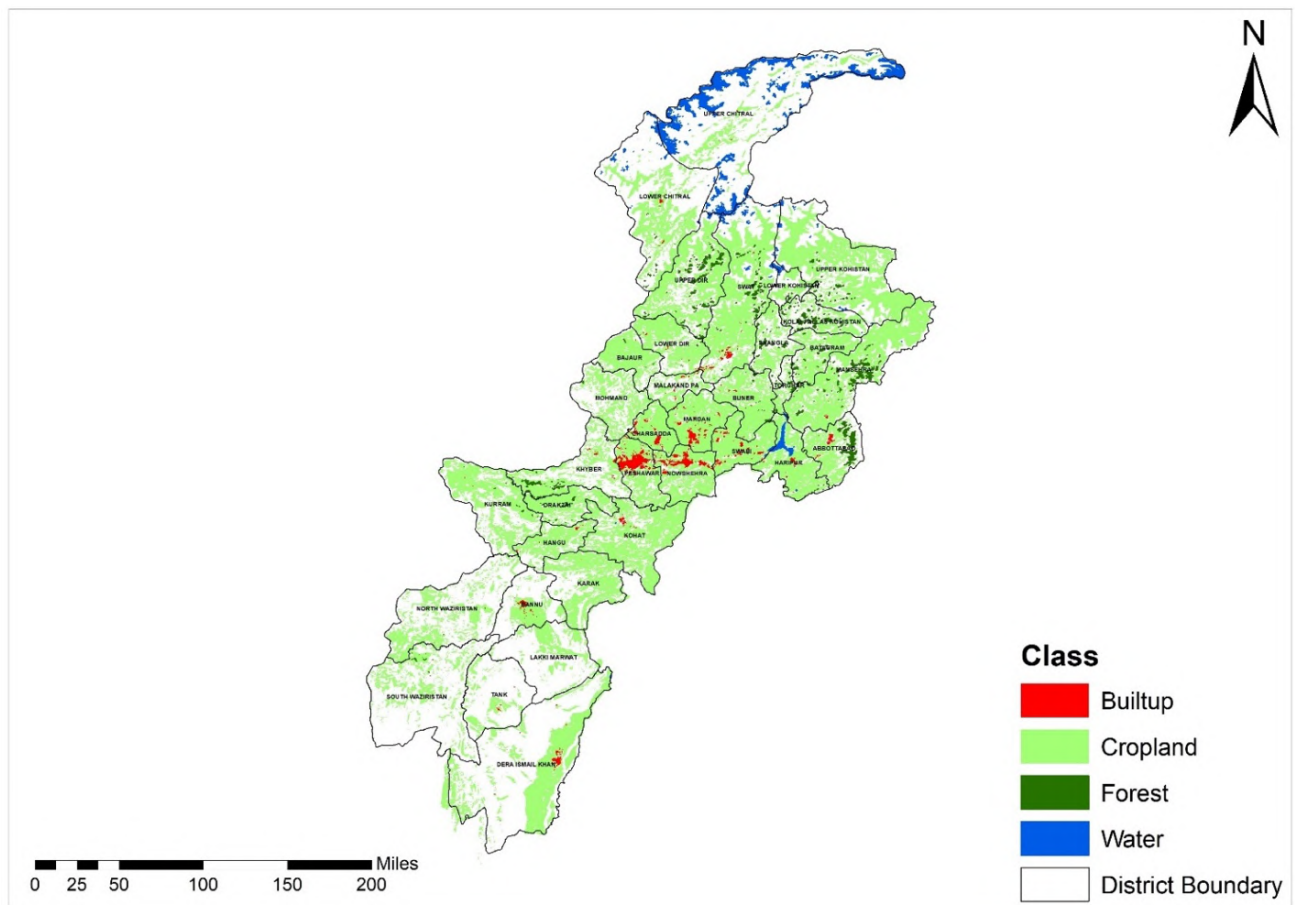 N
UPPER CHITRAL
LOWER CHITRAL
UPPER KOHISTAN
UPPER DIR
SWAT
LOWER KOHISTAN
KOHISTAN
LOWER DIR
SHANGLA
BATAGRAM
BAJAUR
MANSEHRA
MALAKAND PA
TORGHAR
MOHMAND
BUNER
MARDAN
CHARSADDA
SWABI
ABBOTTABAD
HARIPUR
KHYBER
PESHAWAR
NOWSHEHRA
KURRAM
ORAKZAI
KOHAT
HANGU
KARAK
NORTH WAZIRISTAN
BANNU
LAKKI MARWAT
SOUTH WAZIRISTAN
TANK
DERA ISMAIL KHAN
Class
Builtup
Cropland
Forest
Water
District Boundary
Miles
0 25 50 100 150 200